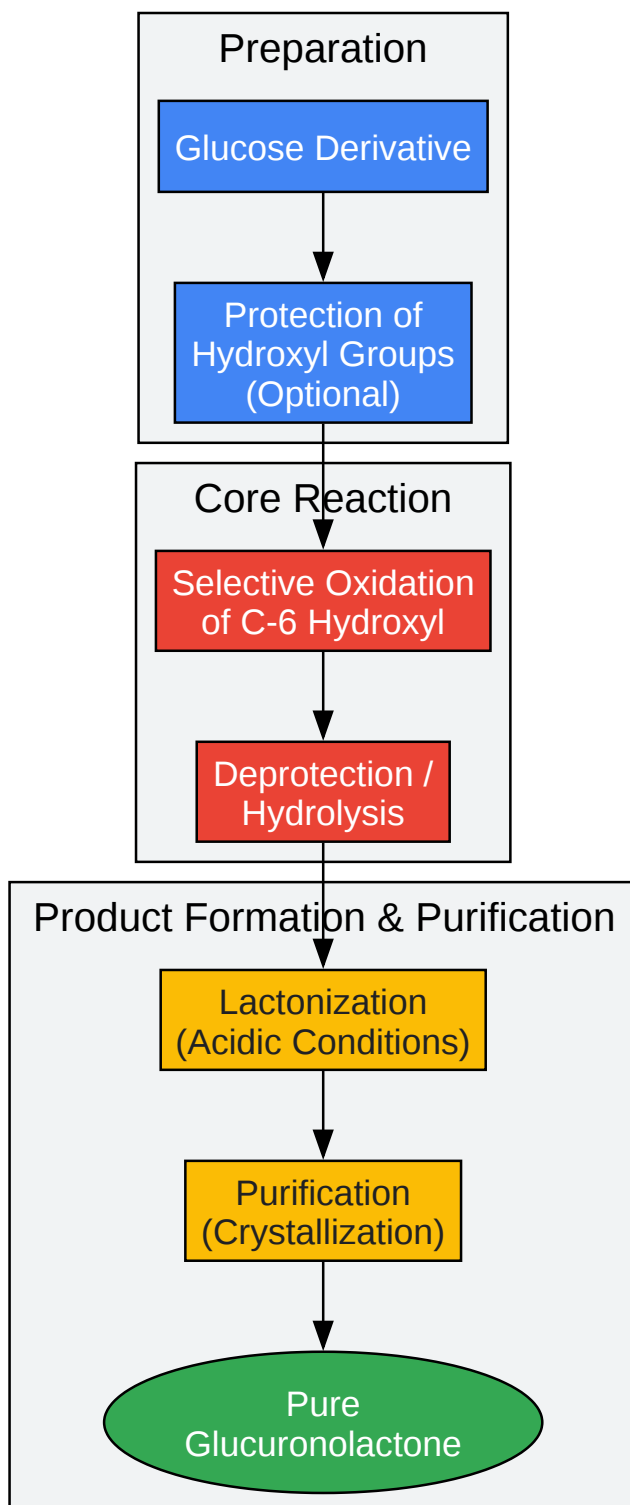 Preparation
Glucose Derivative
Protection of
Hydroxyl Groups
(Optional)
Core Reaction
Selective Oxidation
of C-6 Hydroxyl
Deprotection /
Hydrolysis
Product Formation & Purification
Lactonization
(Acidic Conditions)
Purification
(Crystallization)
Pure
Glucuronolactone